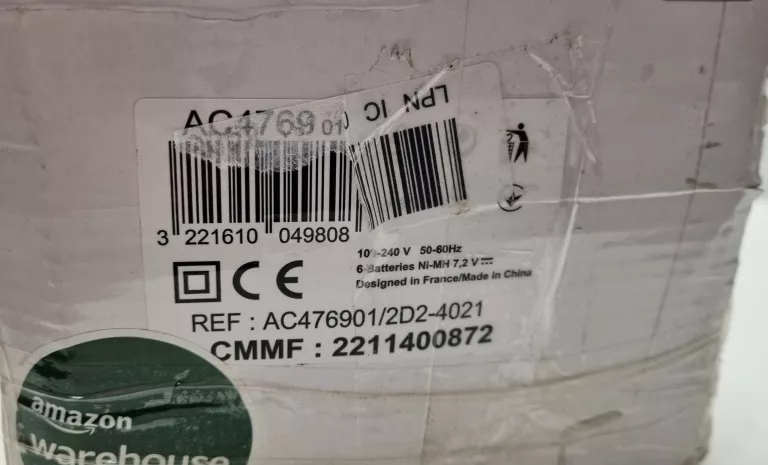 AC4769 01
LPN IC
3 221610 049808
100-240 V 50-60Hz
6-Batteries Ni-MH 7,2 V
Designed in France/Made in China
CE
REF : AC476901/2D2-4021
CMMF : 2211400872
amazon
warehouse